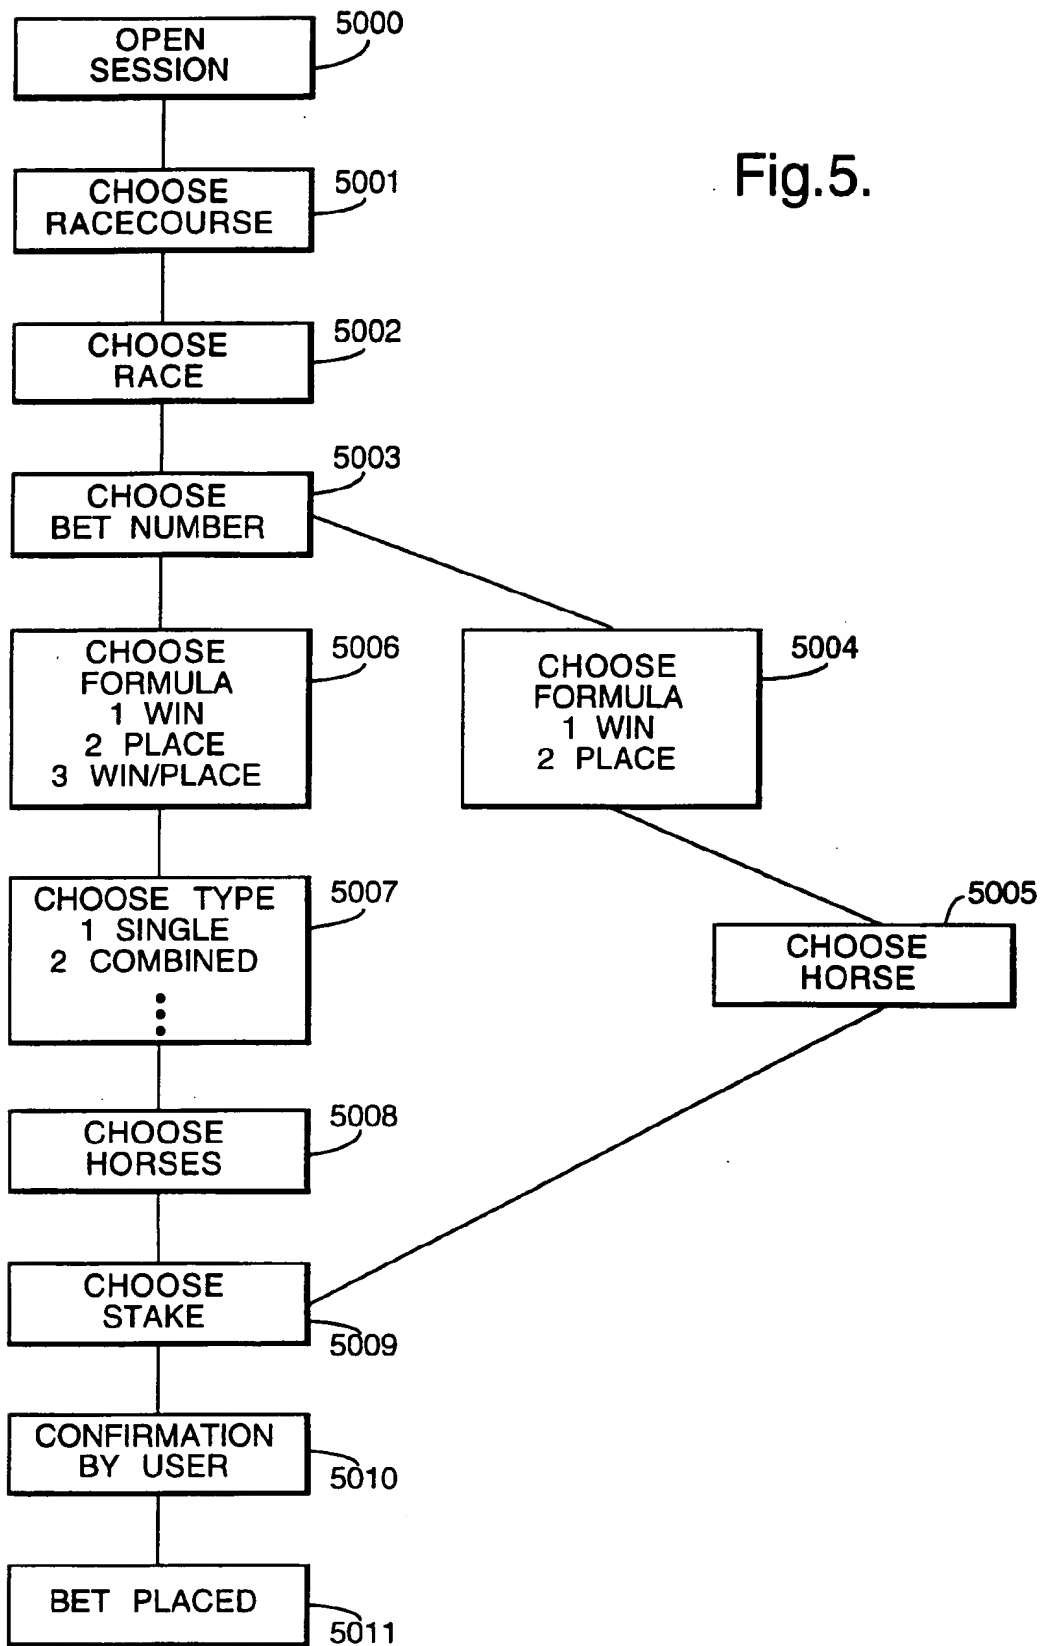 5000
OPEN
SESSION
Fig.5.
5001
CHOOSE
RACECOURSE
5002
CHOOSE
RACE
5003
CHOOSE
BET NUMBER
5006
CHOOSE
FORMULA
1 WIN
2 PLACE
3 WIN/PLACE
5004
CHOOSE
FORMULA
1 WIN
2 PLACE
5007
CHOOSE TYPE
1 SINGLE
2 COMBINED
5005
CHOOSE
HORSE
5008
CHOOSE
HORSES
CHOOSE
STAKE
5009
CONFIRMATION
BY USER
5010
BET PLACED
5011